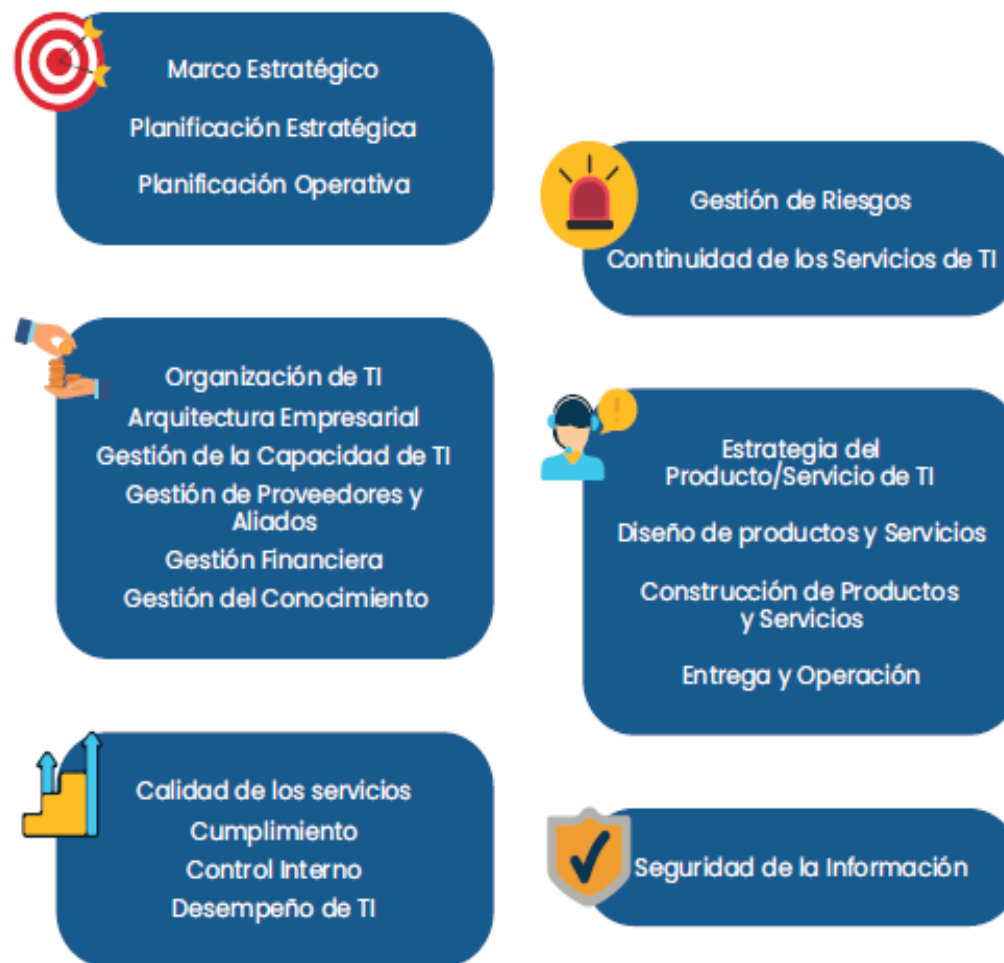 Marco Estratégico
Planificación Estratégica
Planificación Operativa
Organización de TI
Arquitectura Empresarial
Gestión de la Capacidad de TI
Gestión de Proveedores y
Aliados
Gestión Financiera
Gestión del Conocimiento
Calidad de los servicios
Cumplimiento
Control Interno
Desempeño de TI
Gestión de Riesgos
Continuidad de los Servicios de TI
Estrategia del
Producto/Servicio de TI
Diseño de productos y Servicios
Construcción de Productos
y Servicios
Entrega y Operación
Seguridad de la Información